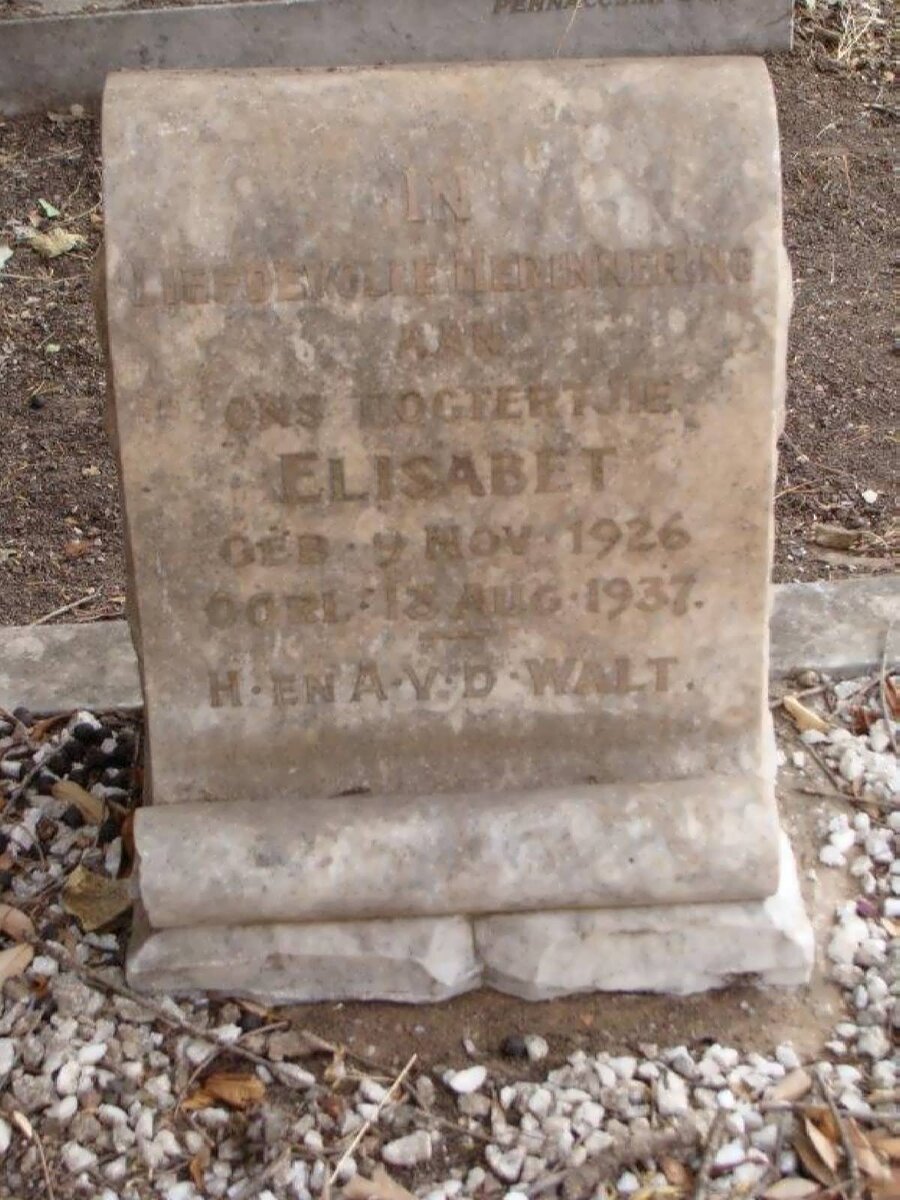 IN
LIEFDEVOLLE HERINNERING
AAN
ONS DOGTERTJIE
ELISABET
GEB. 9 NOV. 1926
OORL. 18 AUG. 1937.
H. EN A.V.D. WALT.